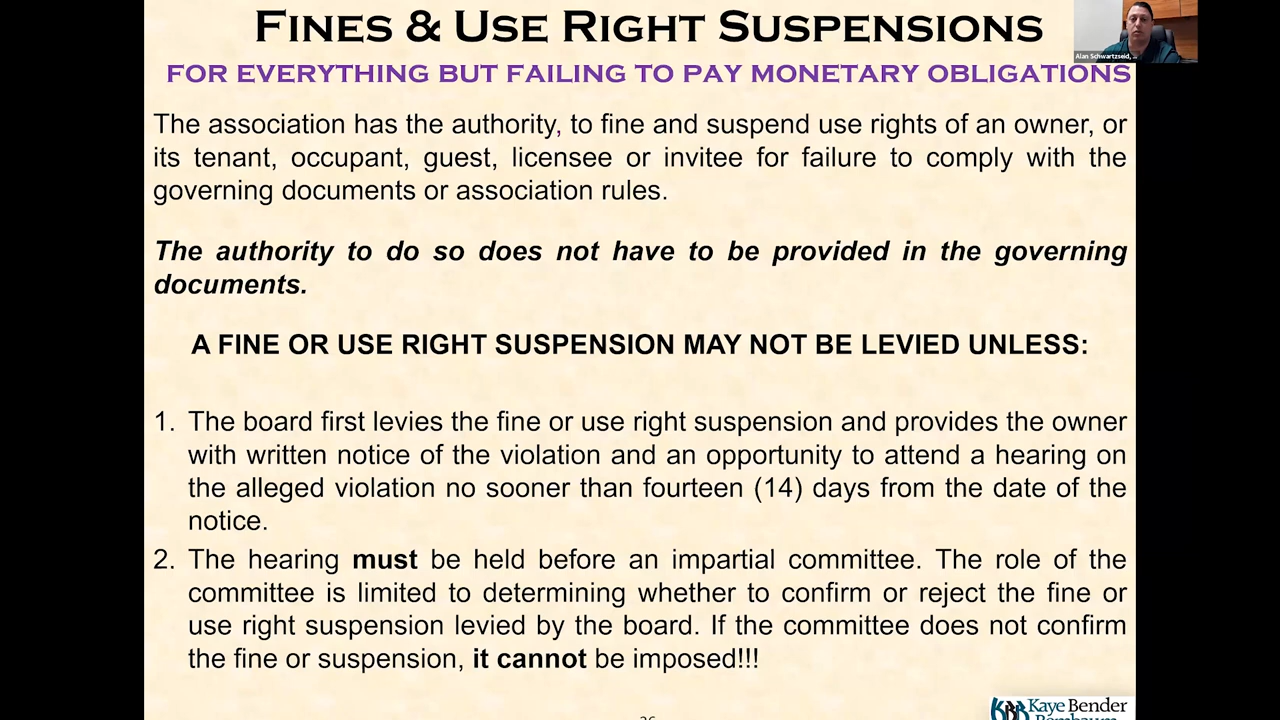 FINES & USE RIGHT SUSPENSIONS
FOR EVERYTHING BUT FAILING TO PAY MONETARY OBLIGATIONS
Alan Schwartzseid, ...
The association has the authority, to fine and suspend use rights of an owner, or
its tenant, occupant, guest, licensee or invitee for failure to comply with the
governing documents or association rules.
The authority to do so does not have to be provided in the governing
documents.
A FINE OR USE RIGHT SUSPENSION MAY NOT BE LEVIED UNLESS:
1. The board first levies the fine or use right suspension and provides the owner
with written notice of the violation and an opportunity to attend a hearing on
the alleged violation no sooner than fourteen (14) days from the date of the
notice.
2. The hearing must be held before an impartial committee. The role of the
committee is limited to determining whether to confirm or reject the fine or
use right suspension levied by the board. If the committee does not confirm
the fine or suspension, it cannot be imposed!!!
KBR Kaye Bender